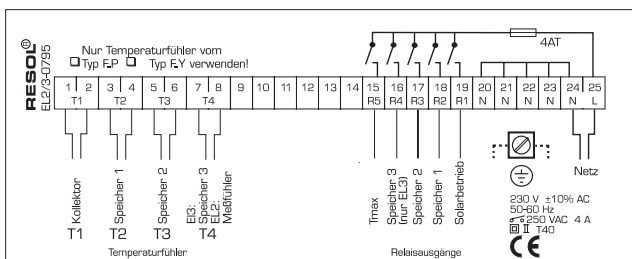 RESOL®
EL2/3-0795
Nur Temperaturfühler vom
Typ F.P Typ F.Y verwenden!
4AT
1 2 3 4 5 6 7 8 9 10 11 12 13 14 15 16 17 18 19 20 21 22 23 24 25
T1 T2 T3 T4 R5 R4 R3 R2 R1 N N N N N L
Kollektor
T1
Speicher 1
T2
Speicher 2
T3
El3: Speicher 3
EL2: Meßfühler
T4
Temperaturfühler
Tmax
Speicher 3
(nur EL3)
Speicher 2
Speicher 1
Solarbetrieb
Relaisausgänge
Netz
230 V ±10% AC
50-60 Hz
250 VAC 4 A
II T40
CE